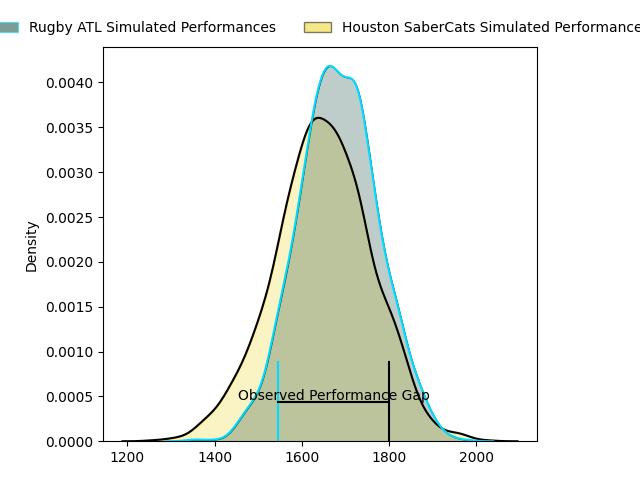 Rugby ATL Simulated Performances
Houston SaberCats Simulated Performance
0.0040
0.0035
0.0030
0.0025
0.0020
0.0015
0.0010
0.0005
0.0000
Density
Observed Performance Gap
1200 1400 1600 1800 2000